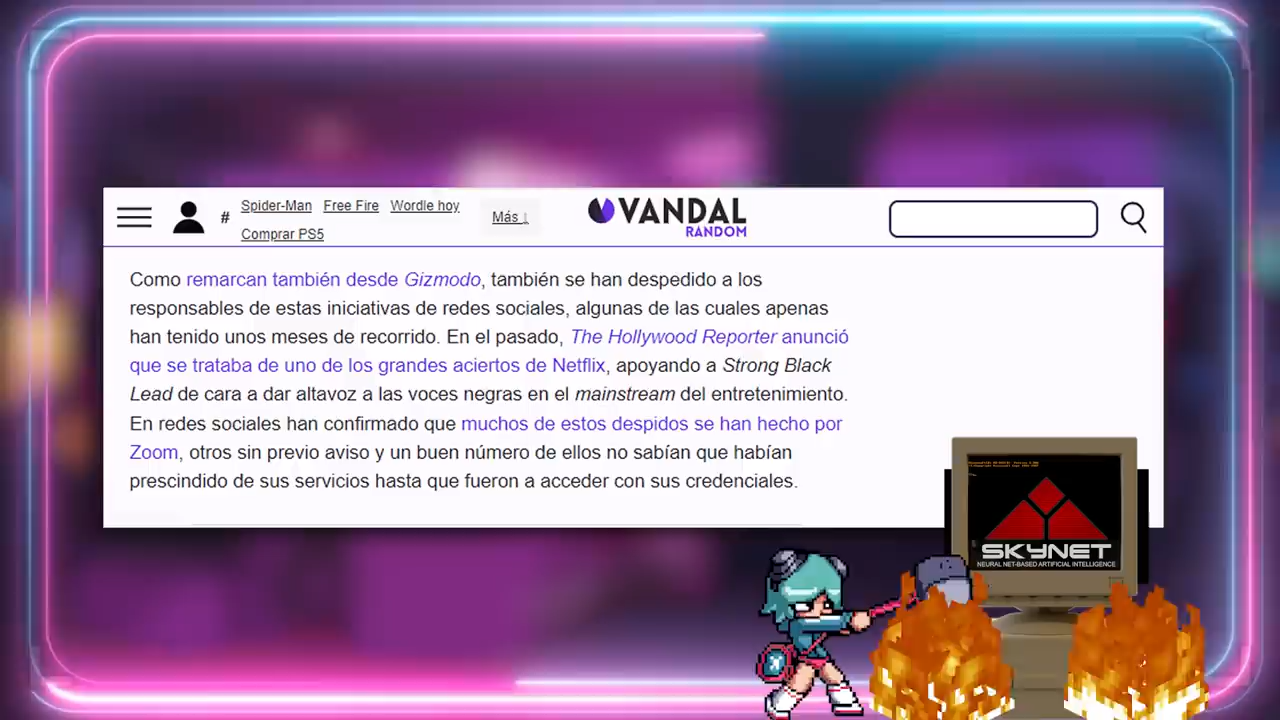 Spider-Man Free Fire Wordle hoy
# Más ↓
Comprar PS5
VANDAL
RANDOM
Como remarcan también desde Gizmodo, también se han despedido a los
responsables de estas iniciativas de redes sociales, algunas de las cuales apenas
han tenido unos meses de recorrido. En el pasado, The Hollywood Reporter anunció
que se trataba de uno de los grandes aciertos de Netflix, apoyando a Strong Black
Lead de cara a dar altavoz a las voces negras en el mainstream del entretenimiento.
En redes sociales han confirmado que muchos de estos despidos se han hecho por
Zoom, otros sin previo aviso y un buen número de ellos no sabían que habían
prescindido de sus servicios hasta que fueron a acceder con sus credenciales.
SKYNET
NEURAL NET-BASED ARTIFICIAL INTELLIGENCE